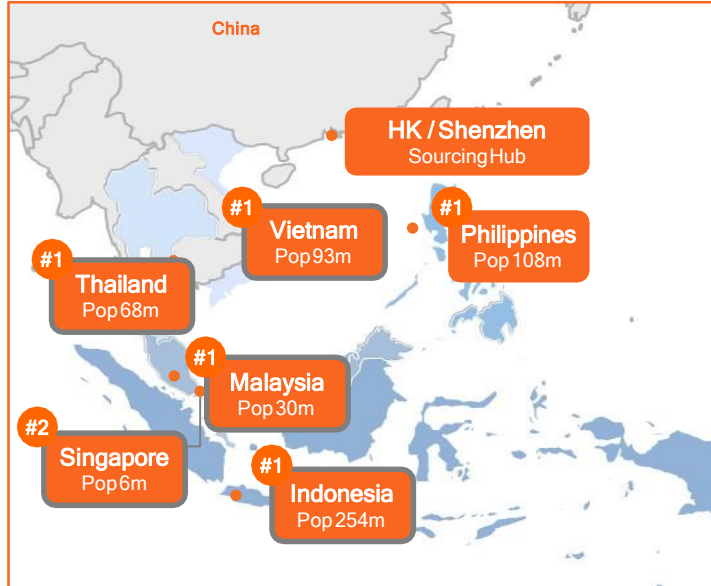 China
HK / Shenzhen
Sourcing Hub
#1
Vietnam
Pop 93m
#1
Philippines
Pop 108m
#1
Thailand
Pop 68m
#1
Malaysia
Pop 30m
#2
Singapore
Pop 6m
#1
Indonesia
Pop 254m